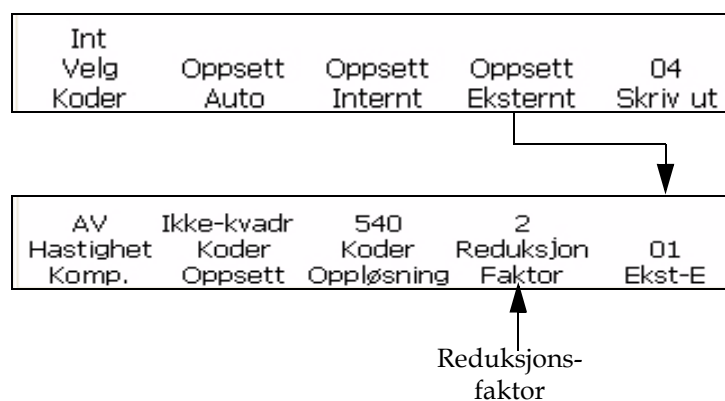 Int
Velg Oppsett Oppsett Oppsett 04
Koder Auto Internt Eksternt Skriv ut
AV Ikke-kvadr 540 2
Hastighet Koder Koder Reduksjon 01
Komp. Oppsett Oppløsning Faktor Ekst-E
Reduksjons-
faktor